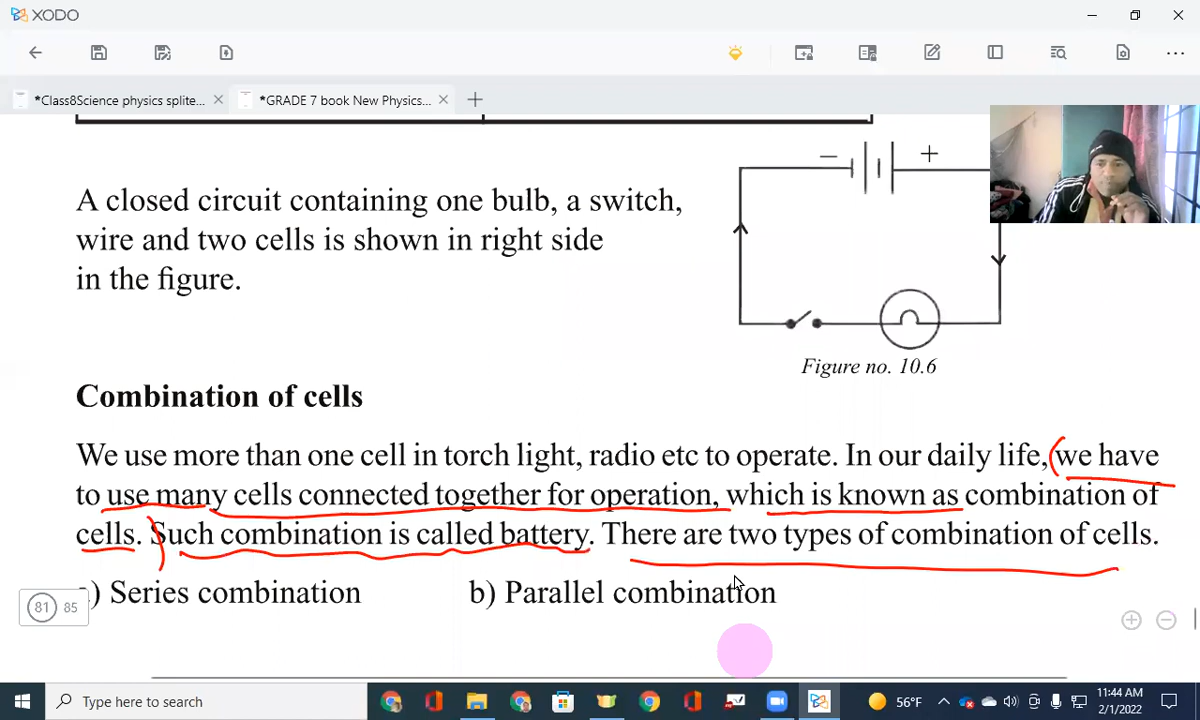 XODO
*Class8Science physics splite...
*GRADE 7 book New Physics...
A closed circuit containing one bulb, a switch,
wire and two cells is shown in right side
in the figure.
− +
Figure no. 10.6
Combination of cells
We use more than one cell in torch light, radio etc to operate. In our daily life, we have
to use many cells connected together for operation, which is known as combination of
cells. Such combination is called battery. There are two types of combination of cells.
) Series combination b) Parallel combination
81 85
Type here to search
56°F
11:44 AM
2/1/2022